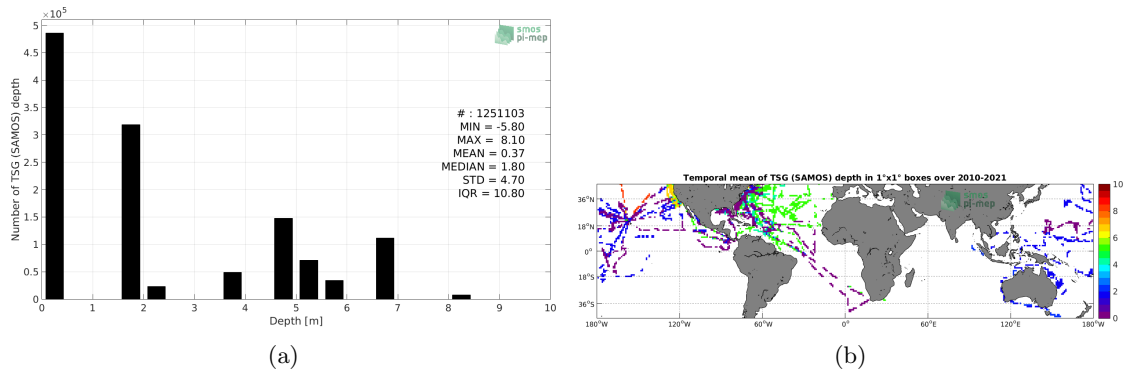 ×10⁵
5
4.5
4
3.5
3
2.5
2
1.5
1
0.5
0
Number of TSG (SAMOS) depth
smos
pi-mep
# : 1251103
MIN = -5.80
MAX = 8.10
MEAN = 0.37
MEDIAN = 1.80
STD = 4.70
IQR = 10.80
0 1 2 3 4 5 6 7 8 9 10
Depth [m]
(a)
Temporal mean of TSG (SAMOS) depth in 1°x1° boxes over 2010-2021
smos
pi-mep
36°N
18°N
0°
18°S
36°S
180°W 120°W 60°W 0° 60°E 120°E 180°W
10
8
6
4
2
0
(b)